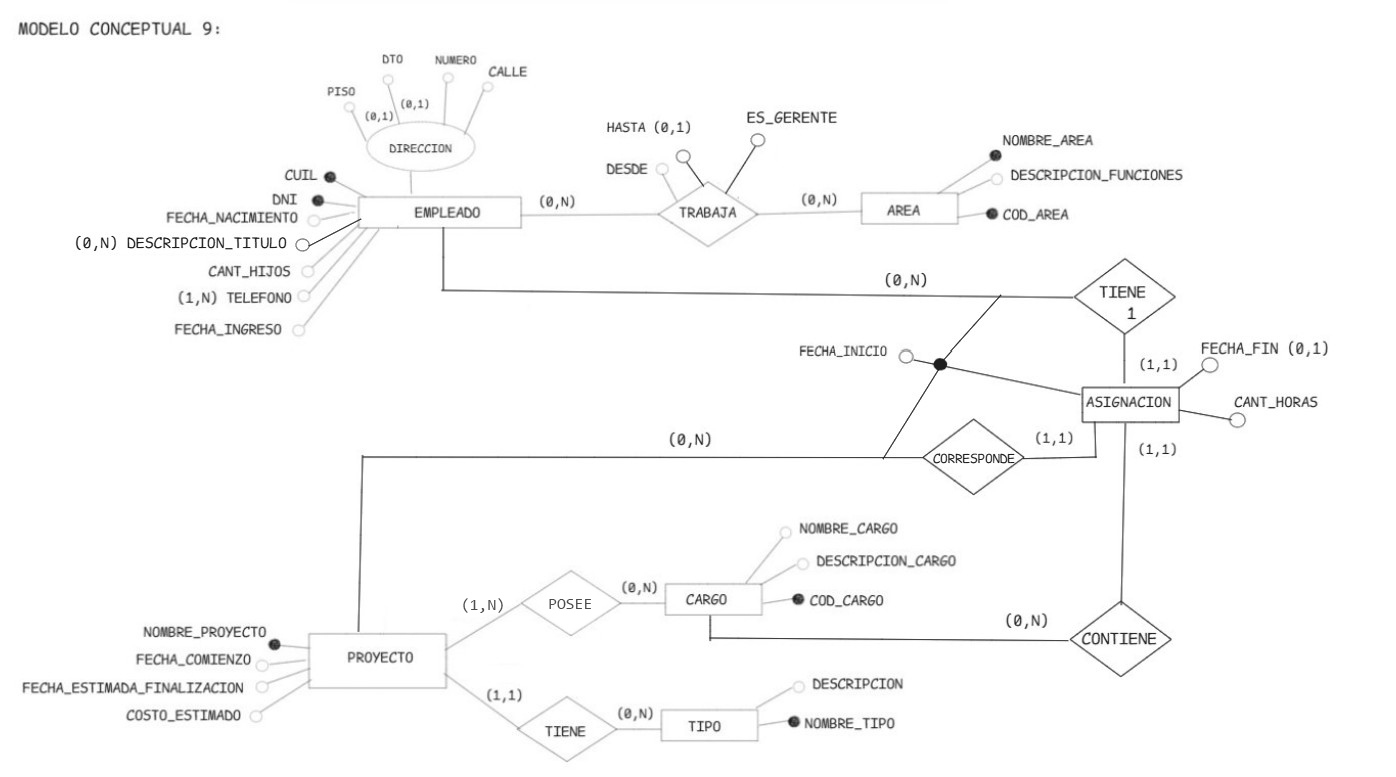 MODELO CONCEPTUAL 9:
DTO
NUMERO
CALLE
PISO
(0,1)
(0,1)
DIRECCION
CUIL
DNI
FECHA_NACIMIENTO
(0,N) DESCRIPCION_TITULO
CANT_HIJOS
(1,N) TELEFONO
FECHA_INGRESO
EMPLEADO
(0,N)
HASTA (0,1)
ES_GERENTE
DESDE
TRABAJA
(0,N)
AREA
NOMBRE_AREA
DESCRIPCION_FUNCIONES
COD_AREA
(0,N)
TIENE
1
(1,1)
FECHA_INICIO
FECHA_FIN (0,1)
ASIGNACION
CANT_HORAS
(0,N)
CORRESPONDE
(1,1)
(1,1)
NOMBRE_CARGO
DESCRIPCION_CARGO
COD_CARGO
CARGO
(0,N)
POSEE
(1,N)
(0,N)
CONTIENE
NOMBRE_PROYECTO
FECHA_COMIENZO
FECHA_ESTIMADA_FINALIZACION
COSTO_ESTIMADO
PROYECTO
(1,1)
TIENE
(0,N)
TIPO
DESCRIPCION
NOMBRE_TIPO